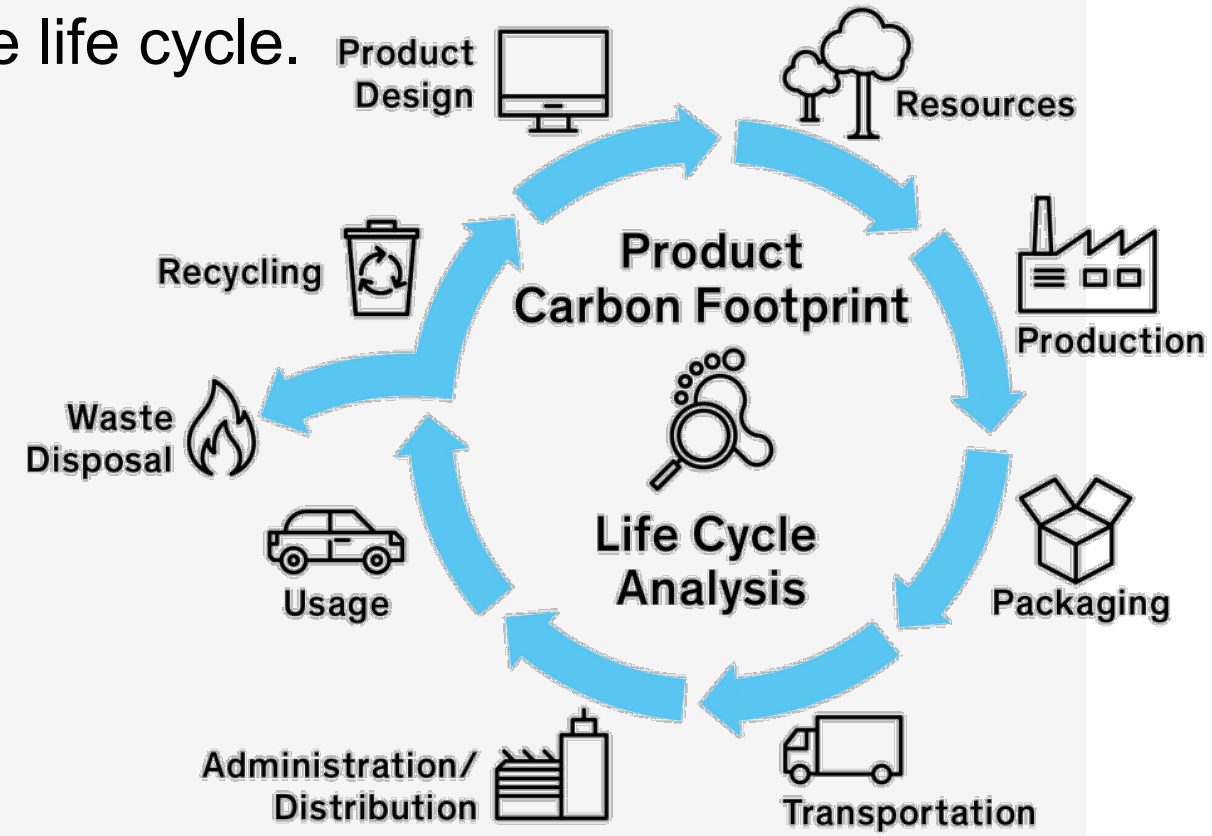 e life cycle.
Product
Design
Resources
Recycling
Product
Carbon Footprint
Production
Waste
Disposal
Life Cycle
Analysis
Usage
Packaging
Administration/
Distribution
Transportation